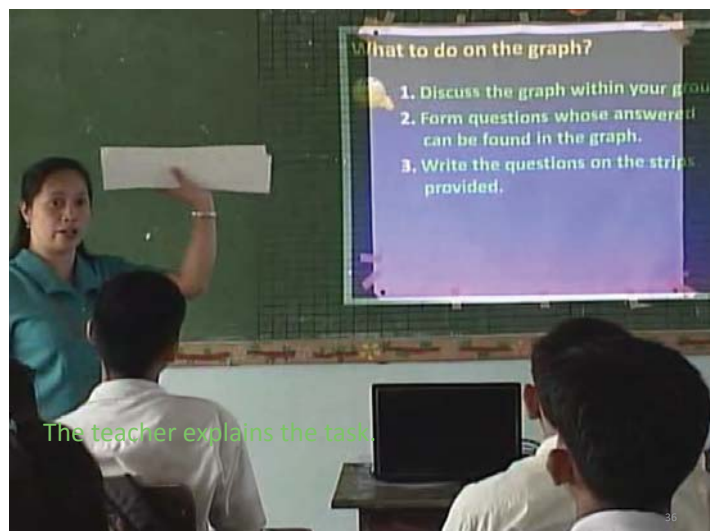 What to do on the graph?
1. Discuss the graph within your grou
2. Form questions whose answered
can be found in the graph.
3. Write the questions on the strips
provided.
The teacher explains the task.
36